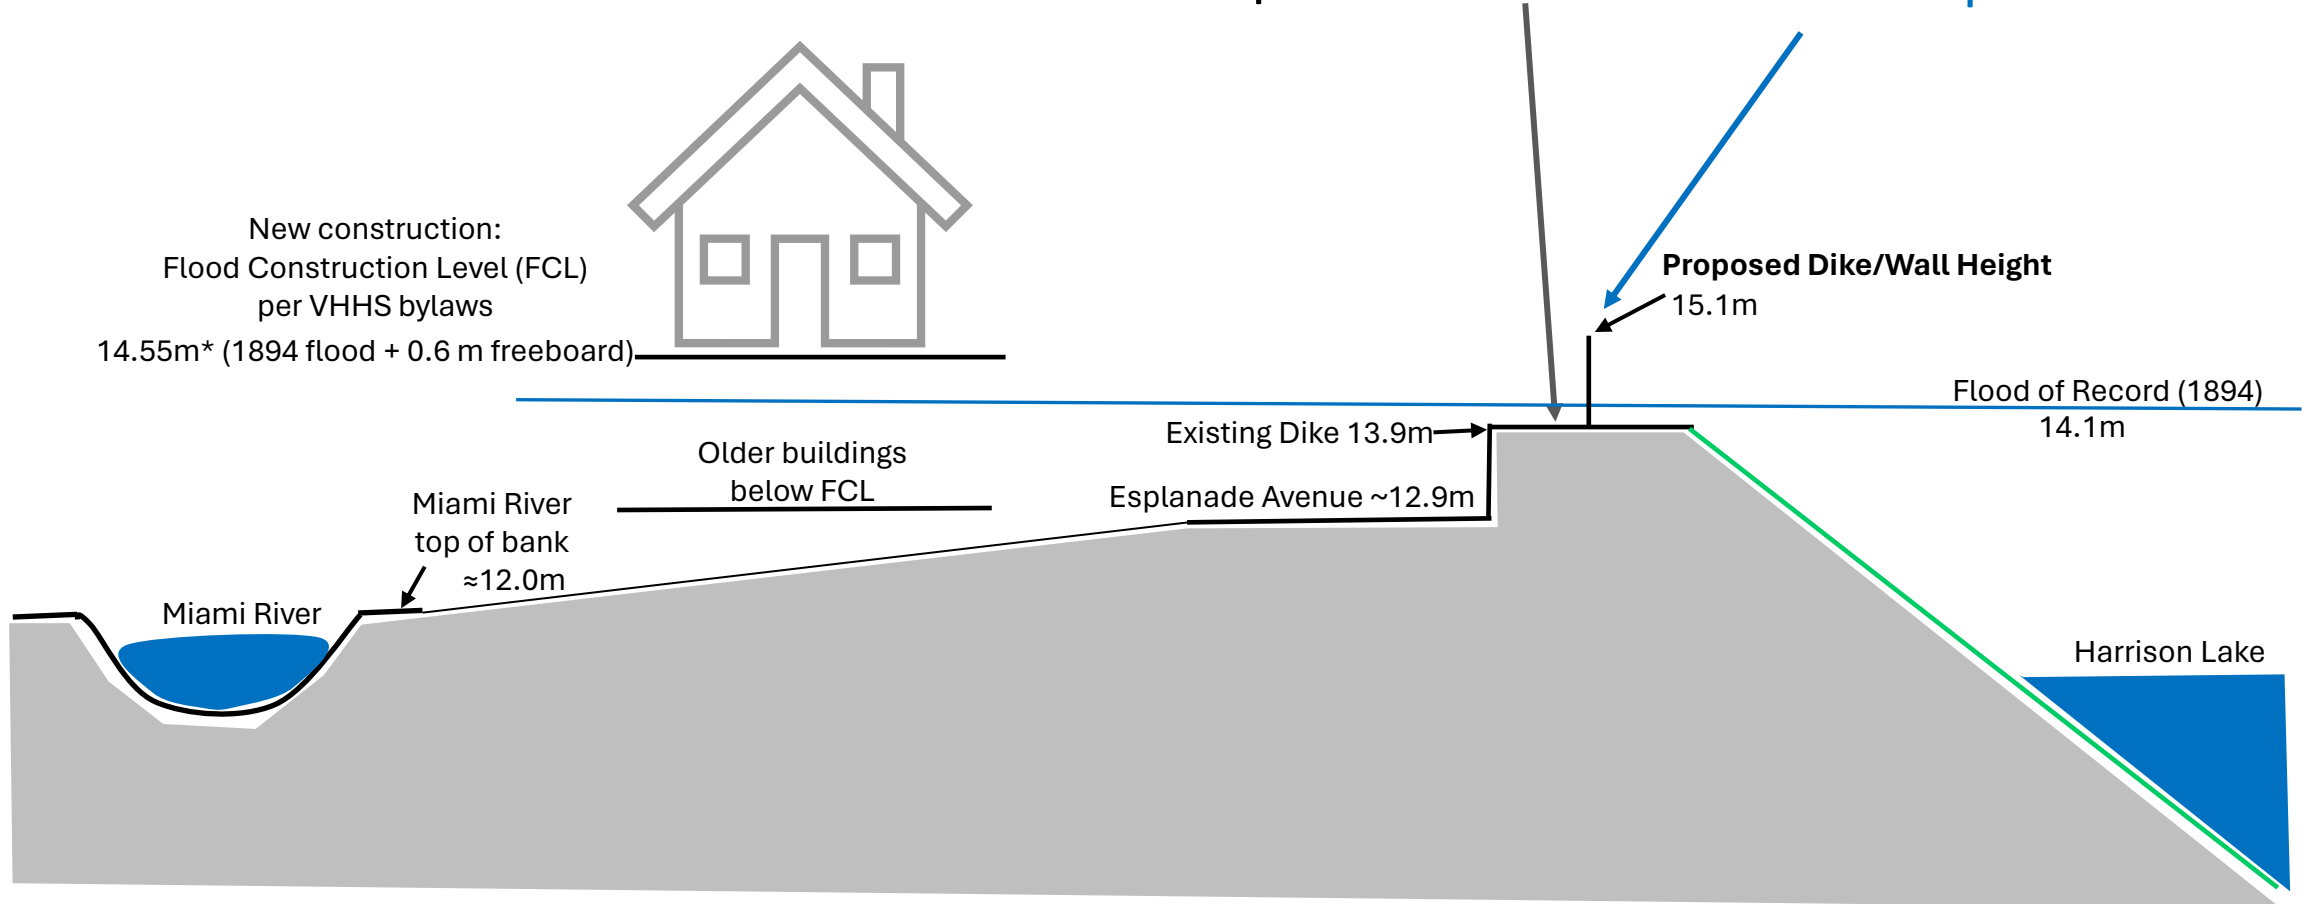 New construction:
Flood Construction Level (FCL)
per VHHS bylaws
14.55m* (1894 flood + 0.6 m freeboard)
Proposed Dike/Wall Height
15.1m
Flood of Record (1894)
14.1m
Existing Dike 13.9m
Older buildings
below FCL
Esplanade Avenue ~12.9m
Miami River
top of bank
≈12.0m
Miami River
Harrison Lake